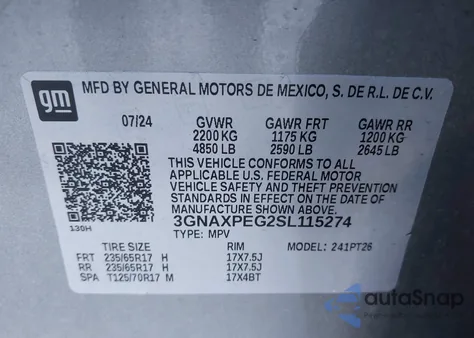 gm
MFD BY GENERAL MOTORS DE MEXICO, S. DE R.L. DE C.V.
07/24 GVWR GAWR FRT GAWR RR
2200 KG 1175 KG 1200 KG
4850 LB 2590 LB 2645 LB
THIS VEHICLE CONFORMS TO ALL
APPLICABLE U.S. FEDERAL MOTOR
VEHICLE SAFETY AND THEFT PREVENTION
STANDARDS IN EFFECT ON THE DATE OF
MANUFACTURE SHOWN ABOVE.
3GNAXPEG2SL115274
130H TYPE: MPV
TIRE SIZE RIM MODEL: 241PT26
FRT 235/65R17 H 17X7.5J
RR 235/65R17 H 17X7.5J
SPA T125/70R17 M 17X4BT
autoSnap